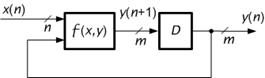 x(n)
n
f(x,y)
y(n+1)
m
D
y(n)
m